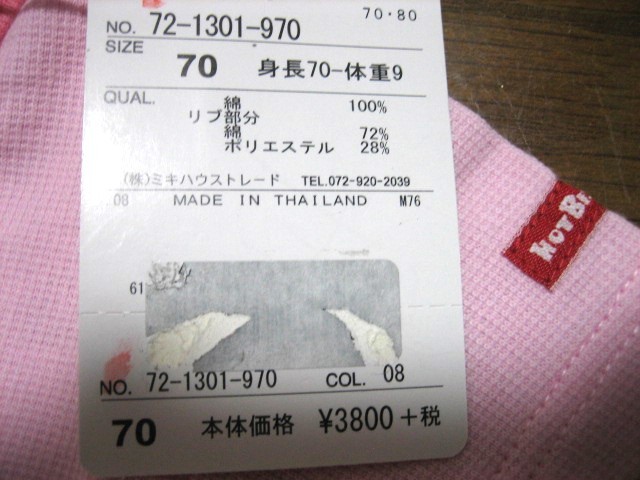 70・80
NO. 72-1301-970
SIZE
70 身長70-体重9
QUAL. 綿 100%
リブ部分
綿 72%
ポリエステル 28%
(株)ミキハウストレード TEL.072-920-2039
08 MADE IN THAILAND M76
61
NO. 72-1301-970 COL. 08
70 本体価格 ¥3800+税
HOT B